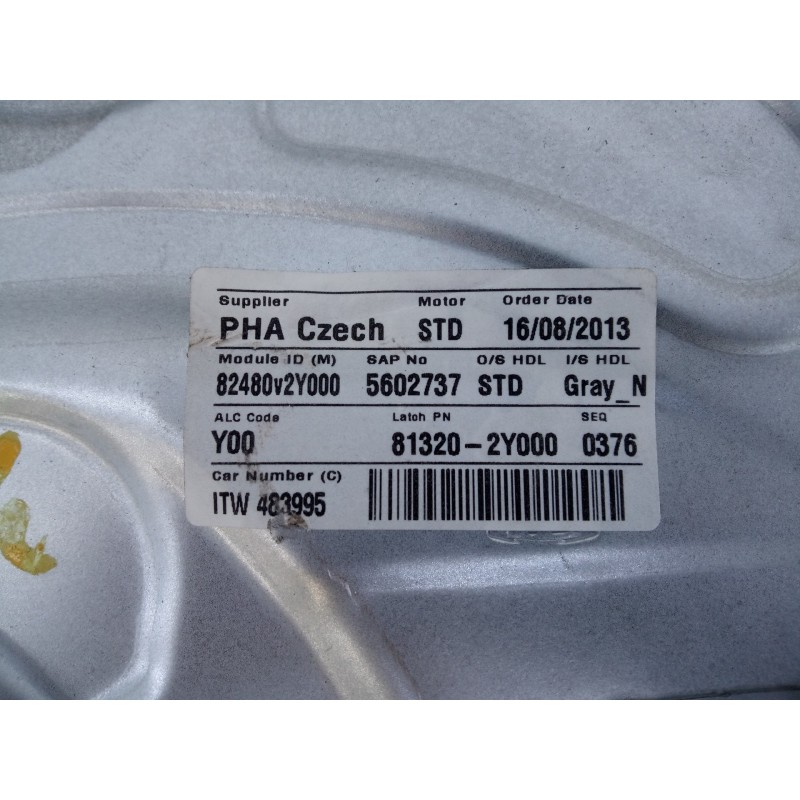 Supplier Motor Order Date
PHA Czech STD 16/08/2013
Module ID (M) SAP No O/S HDL I/S HDL
82480v2Y000 5602737 STD Gray_N
ALC Code Latch PN SEQ
Y00 81320-2Y000 0376
Car Number (C)
ITW 483995